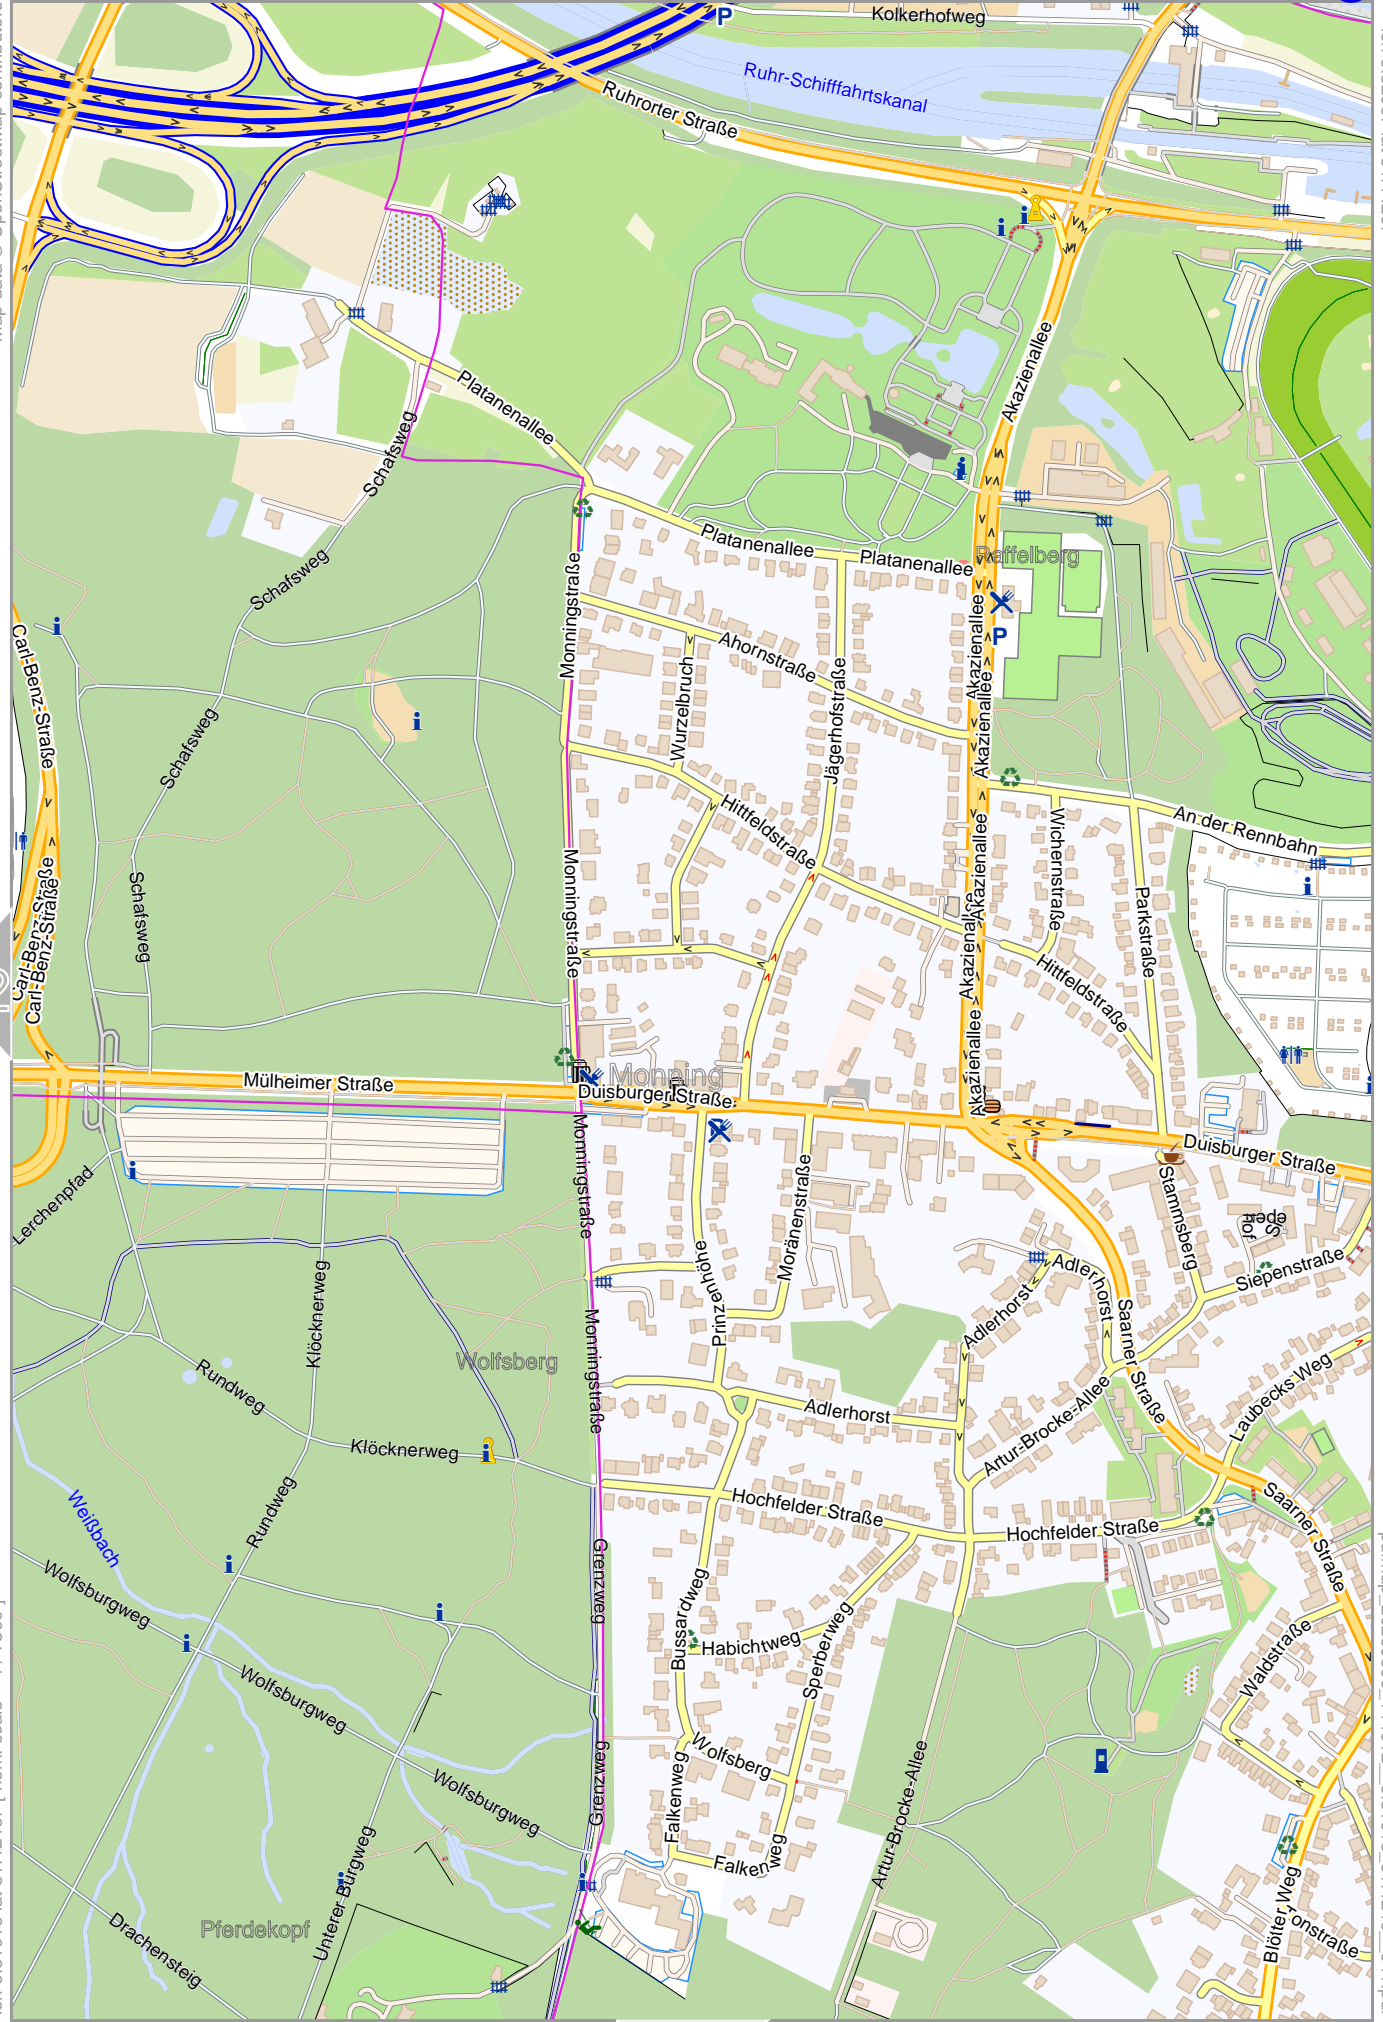 P
Kolkerhofweg
Ruhr-Schifffahrtskanal
Ruhrorter Straße
Akazienallee
Platanenallee
Schafsweg
Platanenallee
Platanenallee
Raffelberg
Schafsweg
Monningstraße
Ahornstraße
P
Akazienallee
Akazienallee
Carl-Benz-Straße
Wurzelbruch
Jägerhofstraße
Schafsweg
Hittfeldstraße
Wichernstraße
An der Rennbahn
Akazienallee
Schafsweg
Monningstraße
Parkstraße
Carl-Benz-Straße
Carl-Benz-Straße
Akazienallee
Hittfeldstraße
Akazienallee
Mülheimer Straße
Monning
Duisburger Straße
Duisburger Straße
Lerchenpfad
Monningstraße
Moränenstraße
Stammsberg
Siepen
hof
Siepenstraße
Klöcknerweg
Prinzenhöhe
Adlerhorst
Adlerhorst
Saarner Straße
Monningstraße
Wolfsberg
Rundweg
Laubecks Weg
Adlerhorst
Artur-Brocke-Allee
Klöcknerweg
Weißbach
Rundweg
Hochfelder Straße
Hochfelder Straße
Saarner Straße
Wolfsburgweg
Grenzweg
Bussardweg
Habichtweg
Sperberweg
Waldstraße
Wolfsburgweg
Wolfsberg
Grenzweg
Wolfsburgweg
Falkenweg
Artur-Brocke-Allee
Falkenweg
Unterer Burgweg
Pferdekopf
Drachensteig
Blötter Weg
Tonstraße